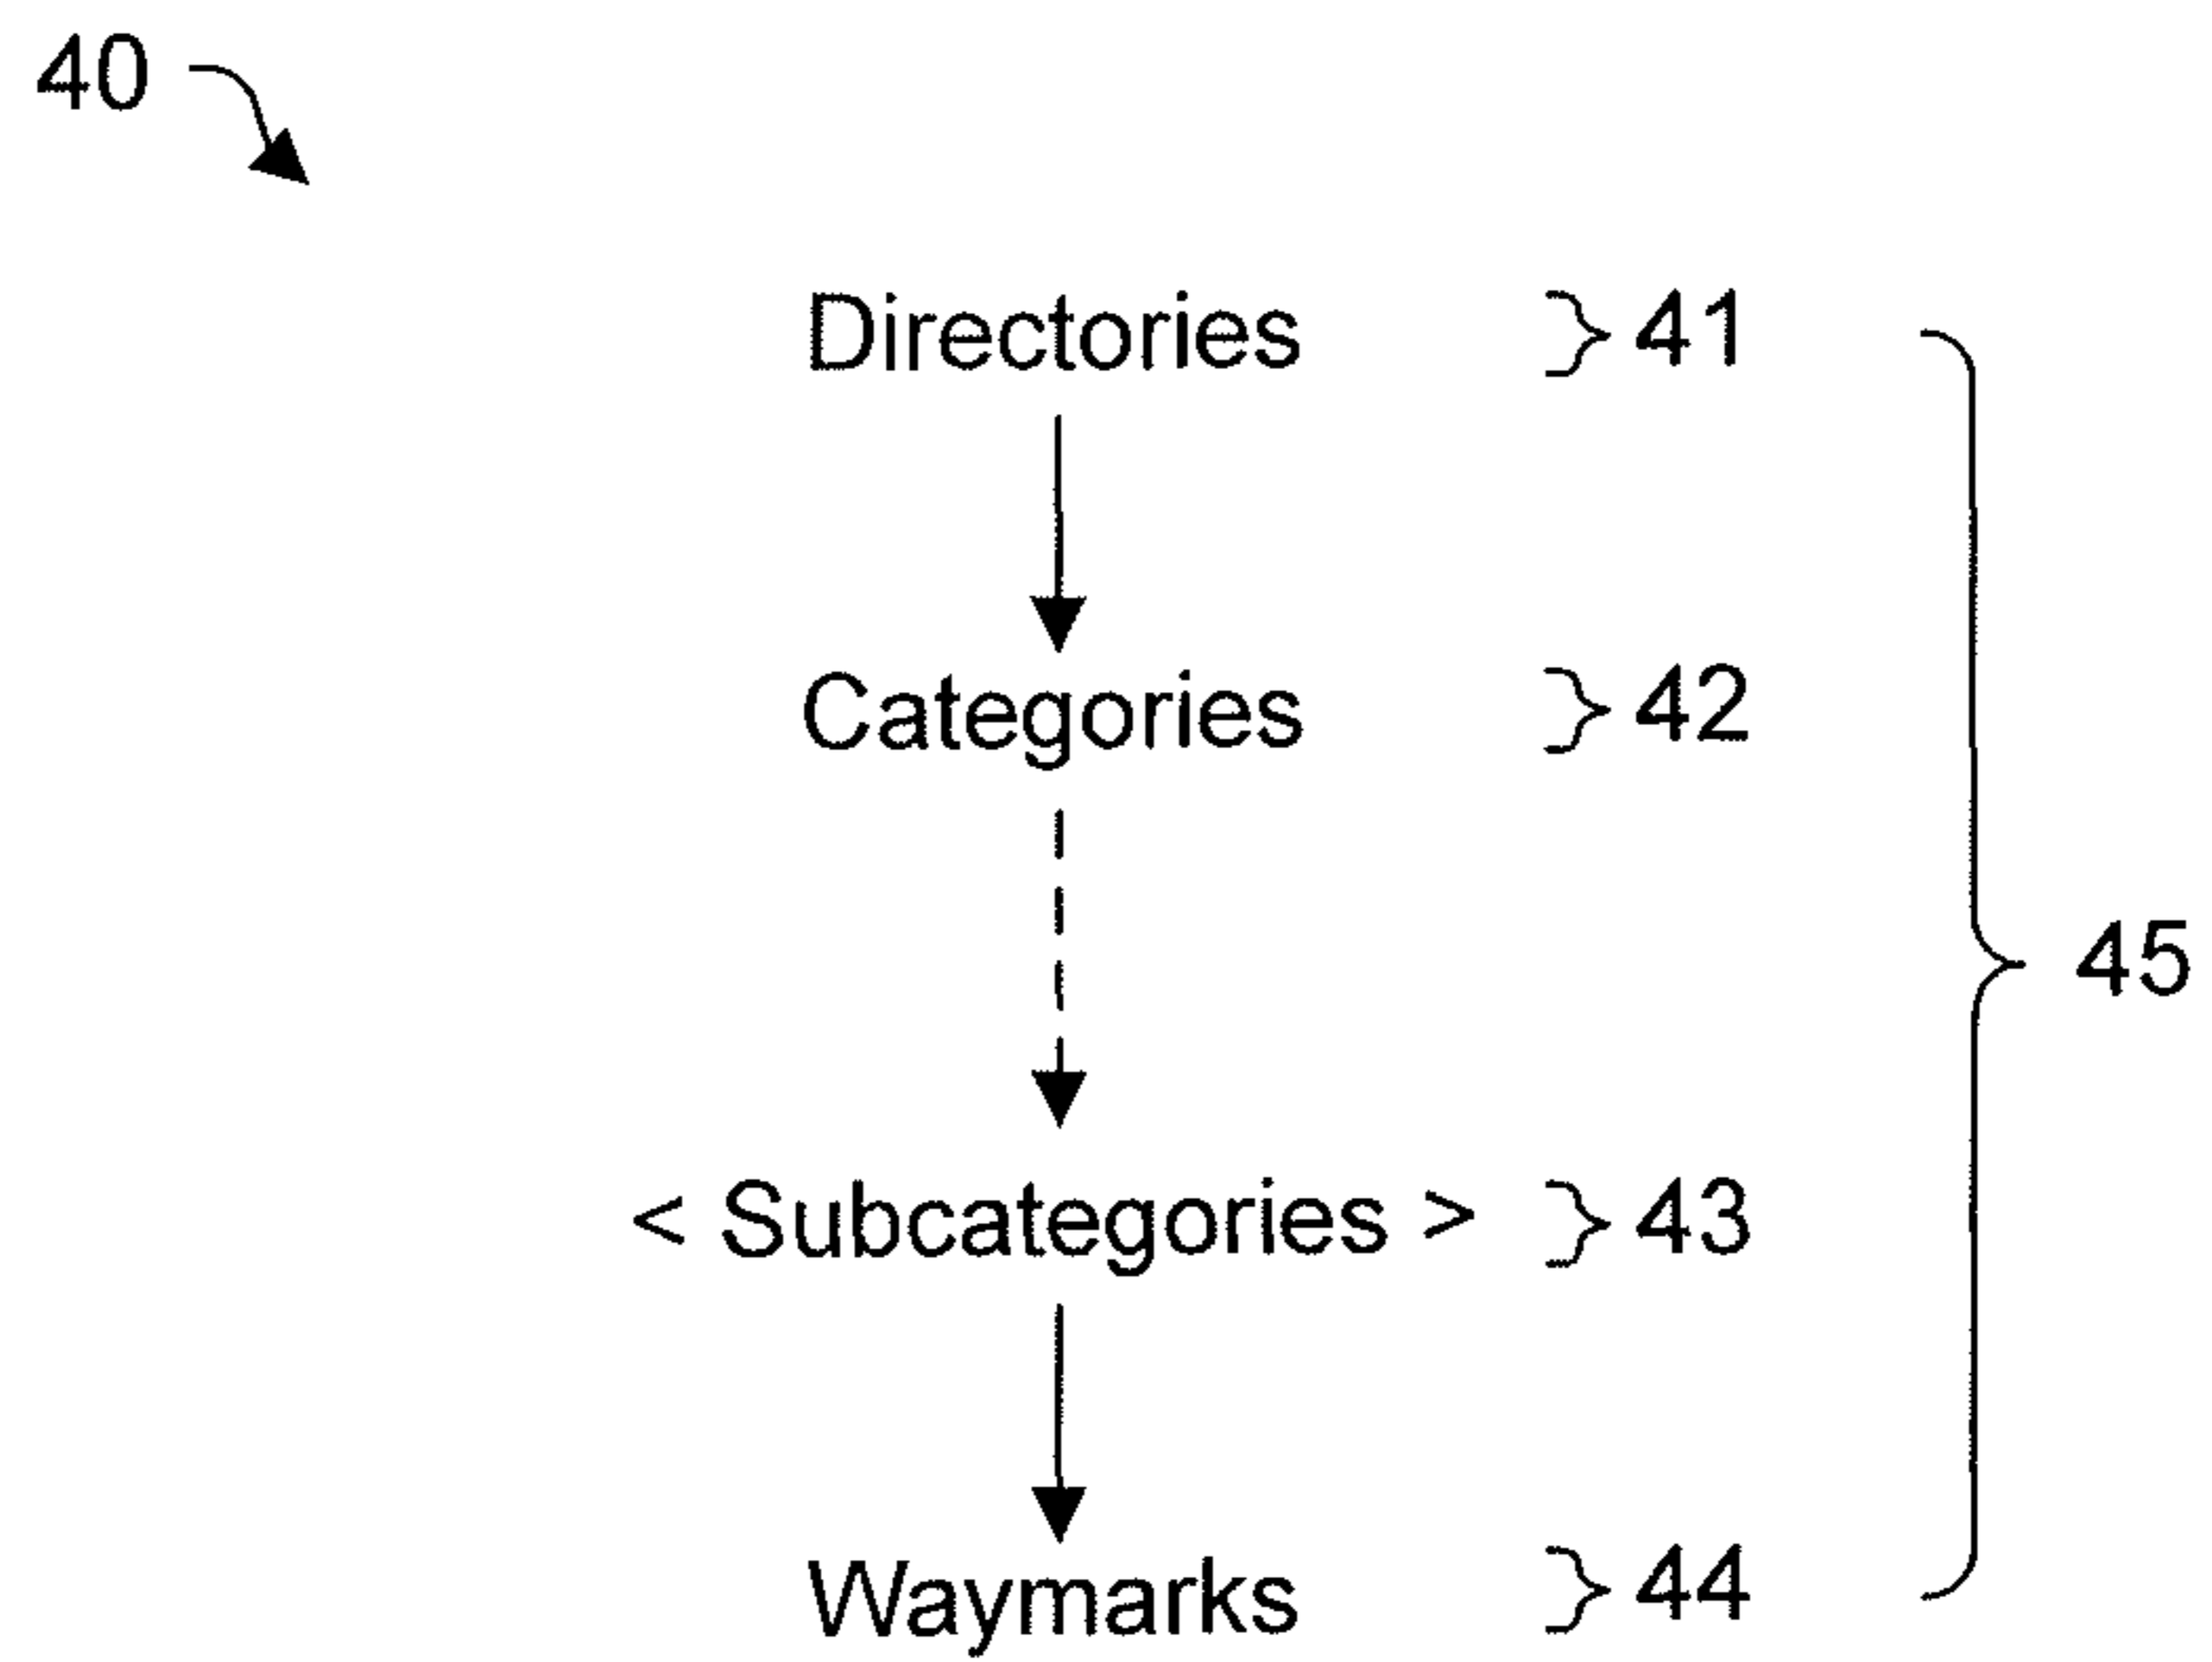 40
Directories 41
Categories 42
45
< Subcategories > 43
Waymarks 44